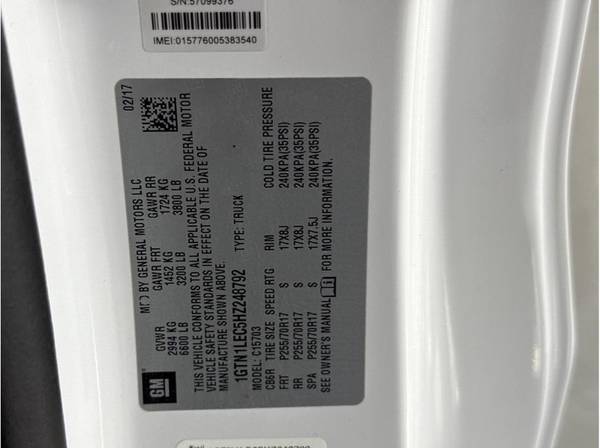 S/N:57099376
IMEI:015776005383540
GM
MFD BY GENERAL MOTORS LLC
02/17
GVWR GAWR FRT GAWR RR
2994 KG 1452 KG 1724 KG
6600 LB 3200 LB 3800 LB
THIS VEHICLE CONFORMS TO ALL APPLICABLE U.S. FEDERAL MOTOR
VEHICLE SAFETY STANDARDS IN EFFECT ON THE DATE OF
MANUFACTURE SHOWN ABOVE.
1GTN1LEC5HZ248792 TYPE: TRUCK
MODEL: C15703
CB6R TIRE SIZE SPEED RTG RIM COLD TIRE PRESSURE
FRT P255/70R17 S 17X8J 240KPA(35PSI)
RR P255/70R17 S 17X8J 240KPA(35PSI)
SPA P255/70R17 S 17X7.5J 240KPA(35PSI)
SEE OWNER'S MANUAL FOR MORE INFORMATION.